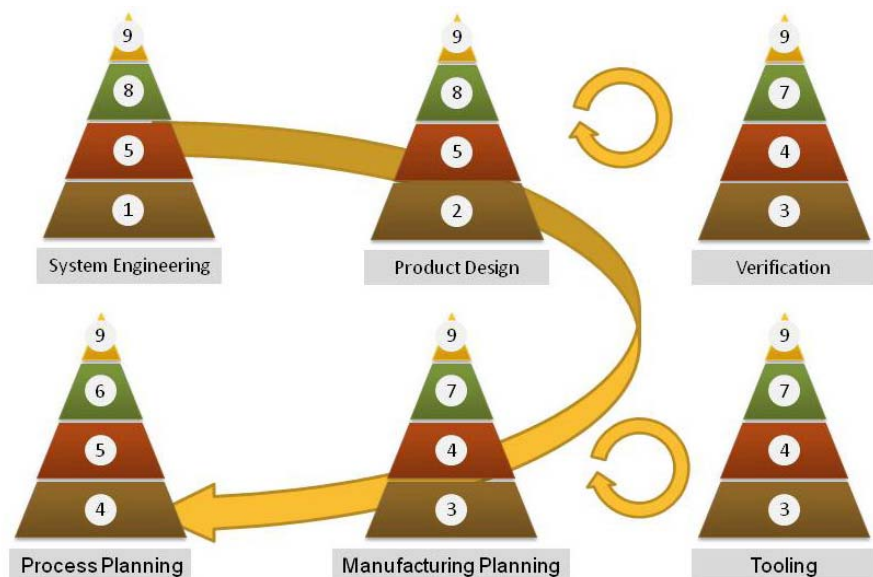 9 9 9
8 8 7
5 5 4
1 2 3
System Engineering Product Design Verification
9 9 9
6 7 7
5 4 4
4 3 3
Process Planning Manufacturing Planning Tooling